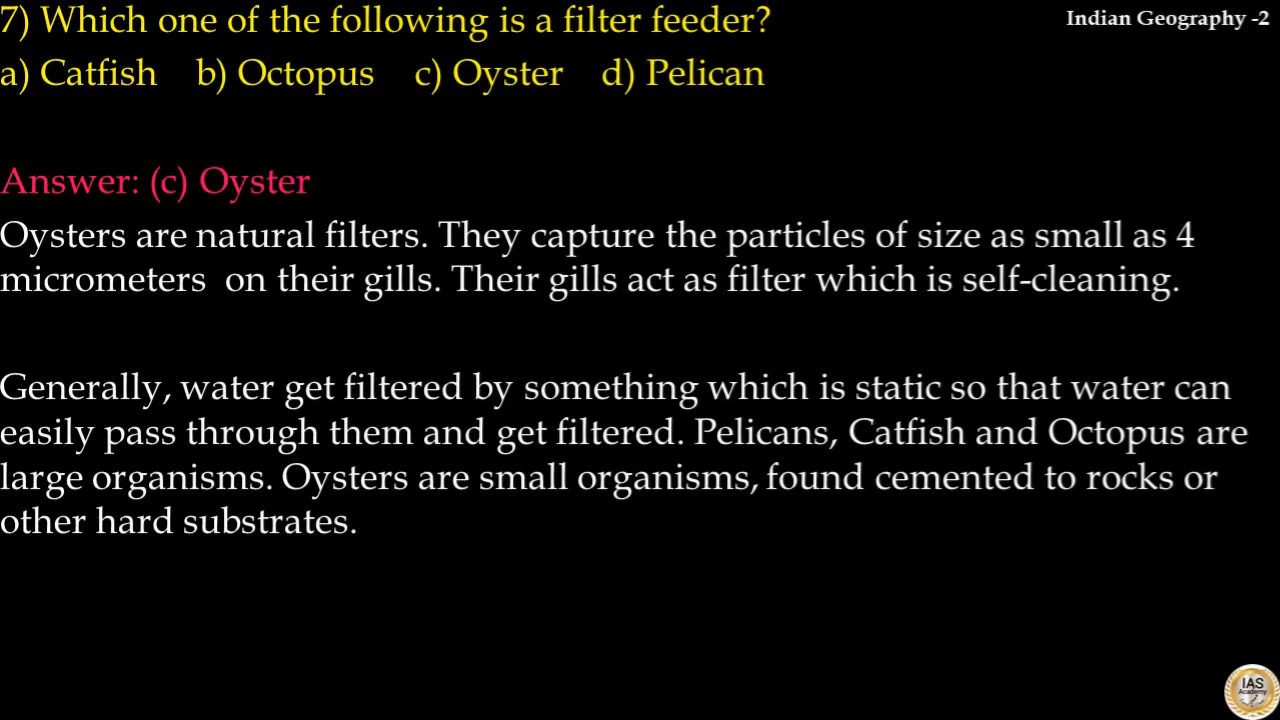 7) Which one of the following is a filter feeder?
Indian Geography -2
a) Catfish b) Octopus c) Oyster d) Pelican
Answer: (c) Oyster
Oysters are natural filters. They capture the particles of size as small as 4
micrometers on their gills. Their gills act as filter which is self-cleaning.
Generally, water get filtered by something which is static so that water can
easily pass through them and get filtered. Pelicans, Catfish and Octopus are
large organisms. Oysters are small organisms, found cemented to rocks or
other hard substrates.
IAS
Academy